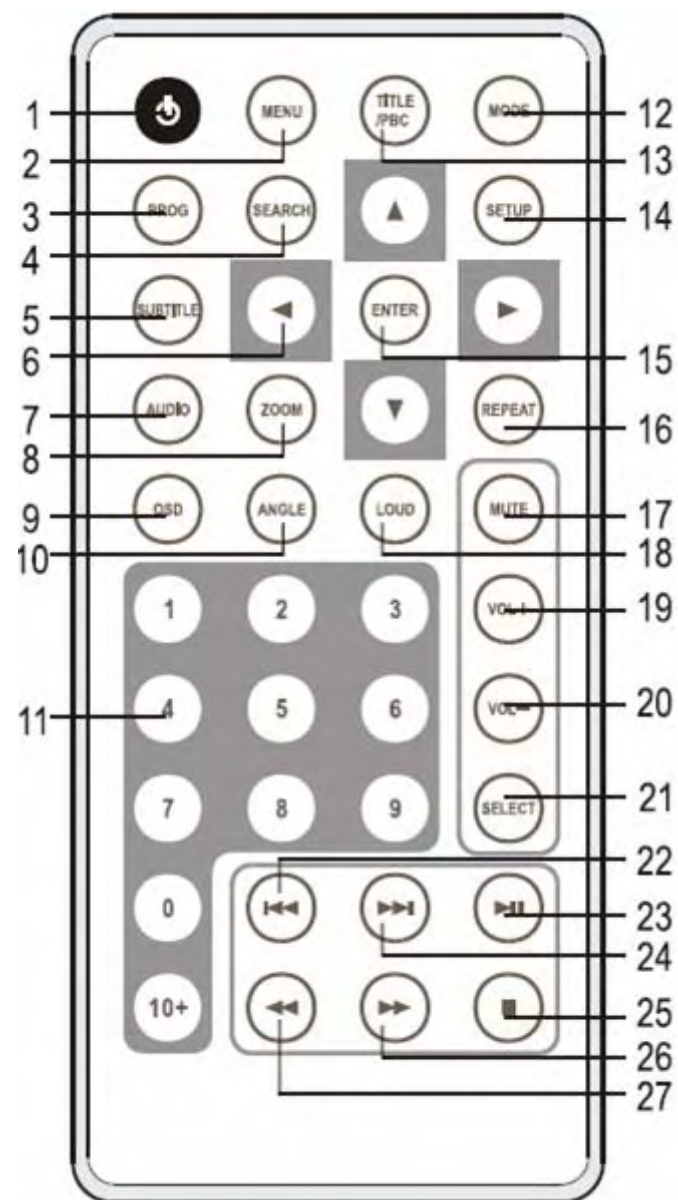 1 MENU TITLE /PBC MODE 12
2 13
3 PROG SEARCH SETUP 14
4
5 SUBTITLE ENTER
6 15
7 AUDIO ZOOM REPEAT 16
8
9 OSD ANGLE LOUD MUTE 17
10 18
1 2 3 VOL+ 19
11 4 5 6 VOL- 20
7 8 9 SELECT 21
22
0 23
24
10+ 25
26
27